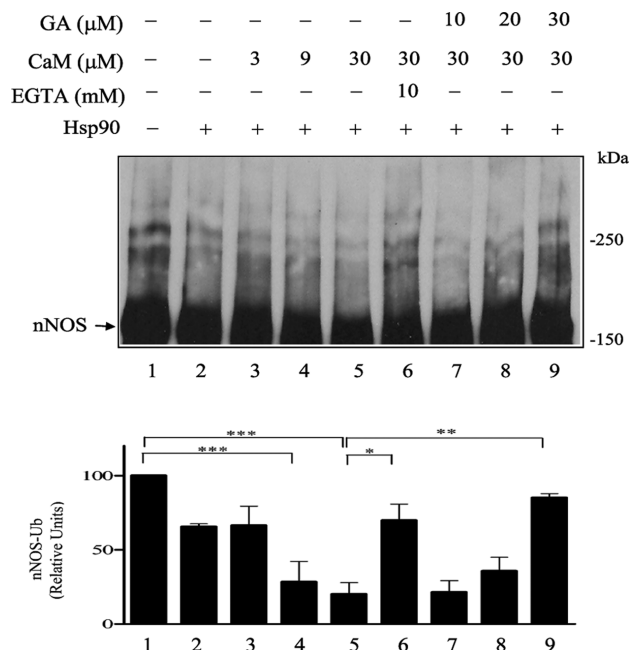 GA (μM) – – – – – – 10 20 30
CaM (μM) – – 3 9 30 30 30 30 30
EGTA (mM) – – – – – 10 – – –
Hsp90 – + + + + + + + +
kDa
-250
nNOS
-150
1 2 3 4 5 6 7 8 9
***
**
***
*
100
nNOS-Ub
(Relative Units)
50
0
1 2 3 4 5 6 7 8 9